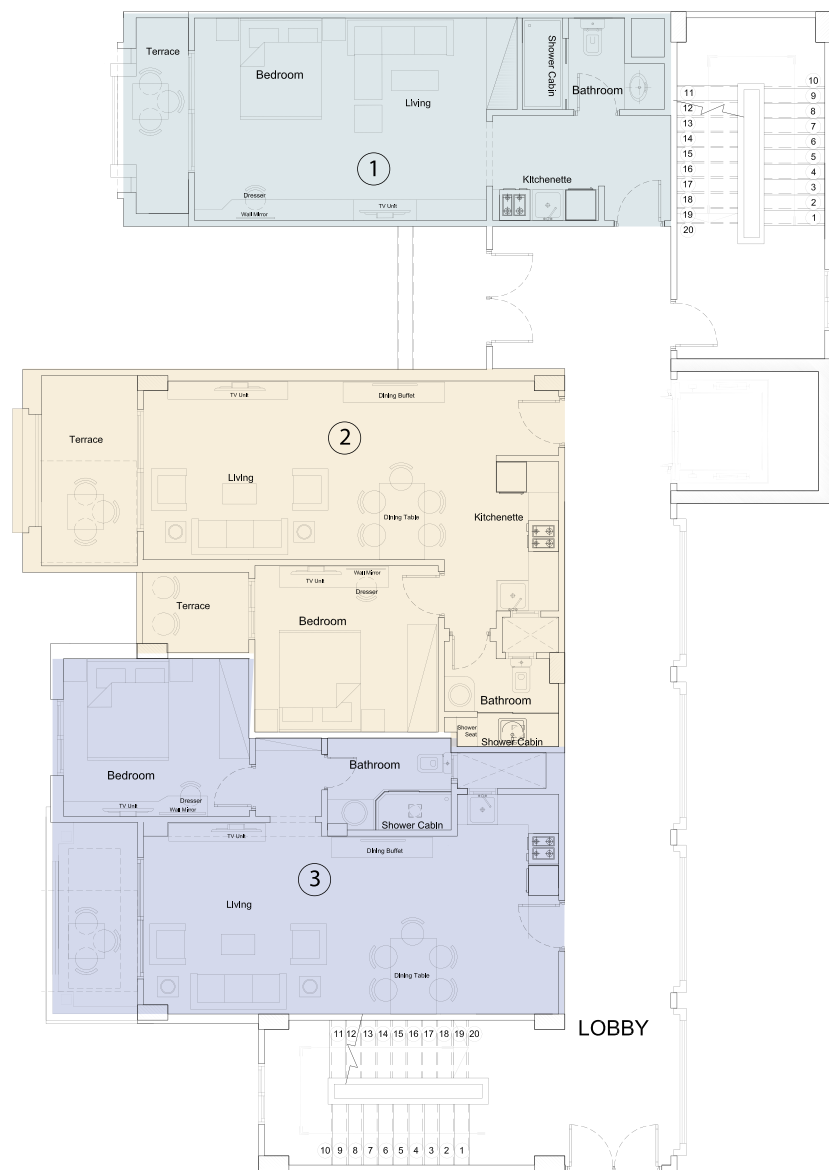 Terrace
Bedroom
Living
Shower Cabin
Bathroom
1
Kitchenette
Dresser
Wall Mirror
TV Unit
10
11
9
12
8
13
7
14
6
15
5
16
4
17
3
18
2
19
1
20
TV Unit
Dining Buffet
2
Terrace
Living
Dining Table
Kitchenette
Wall Mirror
TV Unit
Dresser
Terrace
Bedroom
Bathroom
Shower
Seat
Shower Cabin
Bedroom
Bathroom
Dresser
TV Unit
Wall Mirror
Shower Cabin
TV Unit
Dining Buffet
3
Living
Dining Table
LOBBY
11 12 13 14 15 16 17 18 19 20
10 9 8 7 6 5 4 3 2 1